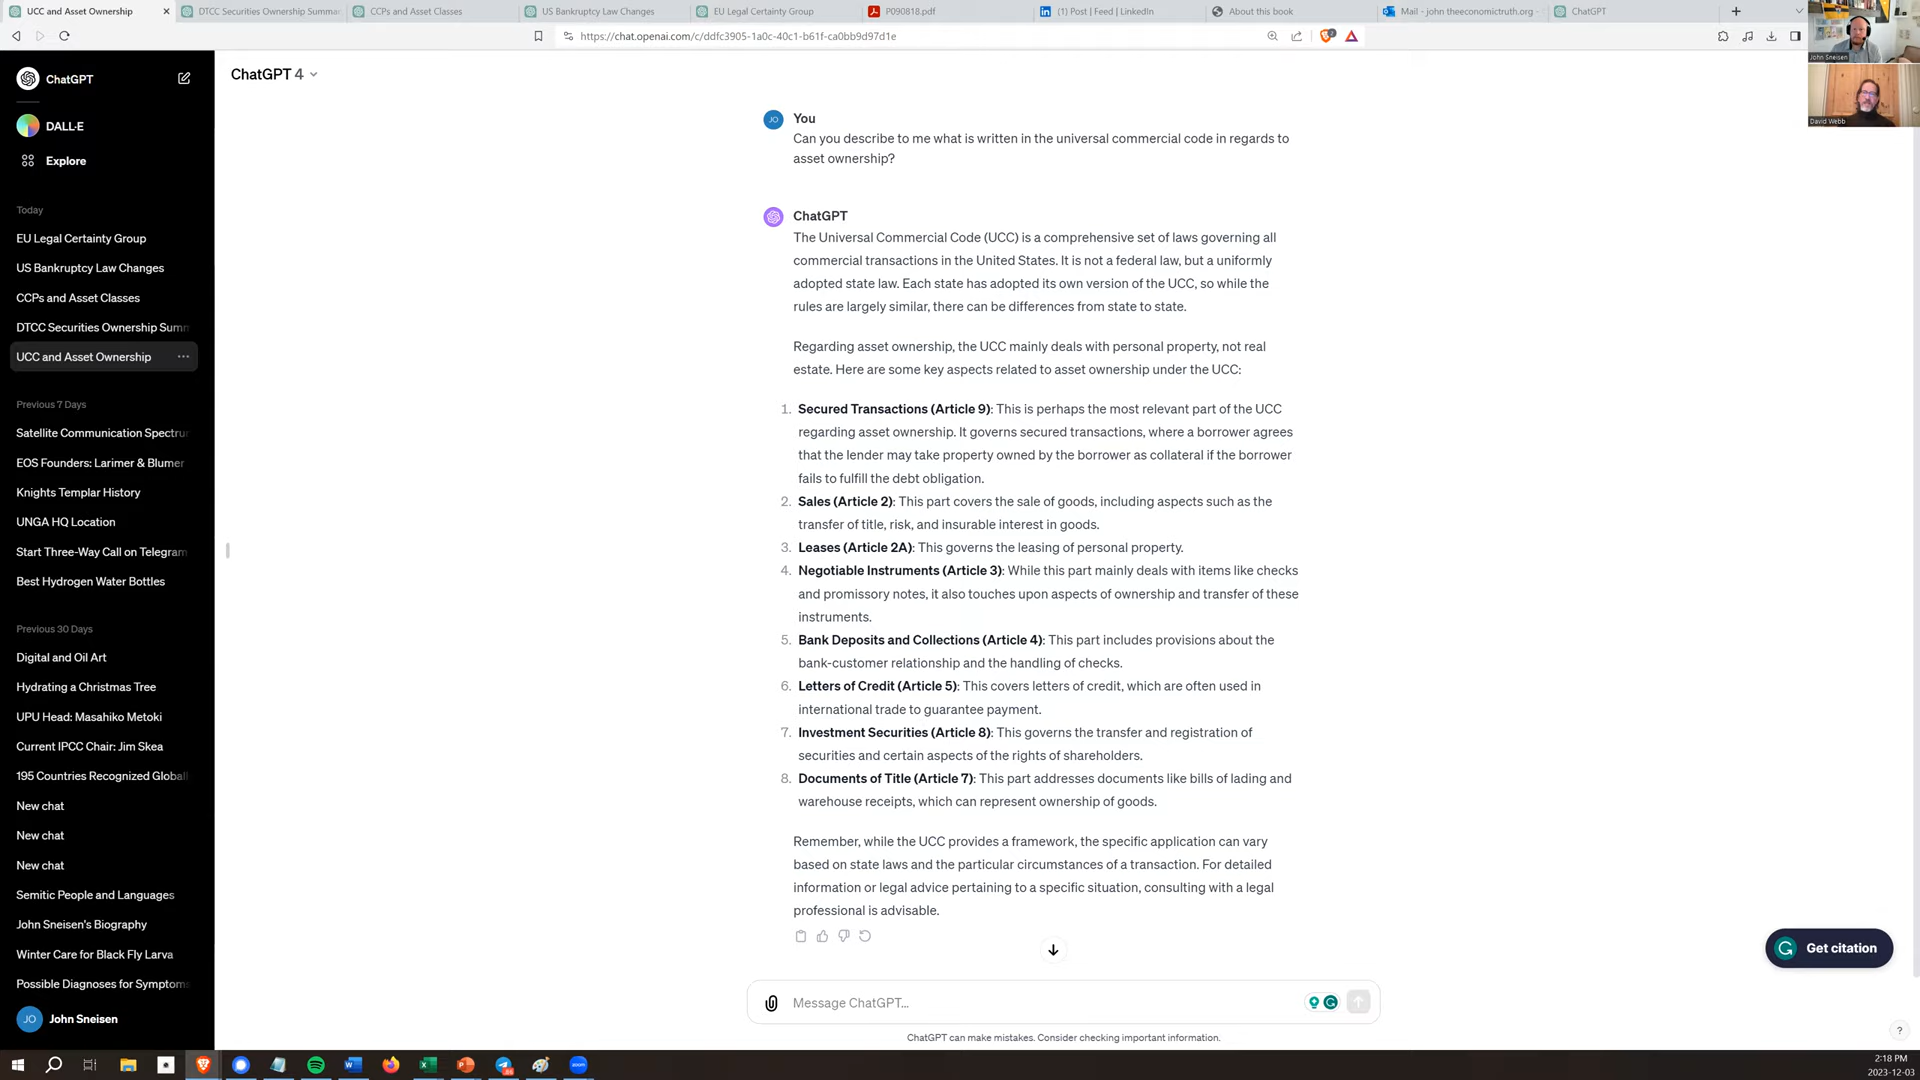 UCC and Asset Ownership
DTCC Securities Ownership Summa
CCPs and Asset Classes
US Bankruptcy Law Changes
EU Legal Certainty Group
P090818.pdf
(1) Post | Feed | LinkedIn
About this book
Mail - john theeconomictruth.org -
ChatGPT
https://chat.openai.com/c/ddfc3905-1a0c-40c1-b61f-ca0bb9d97d1e
John Sneisen
David Webb
ChatGPT
DALL·E
Explore
Today
EU Legal Certainty Group
US Bankruptcy Law Changes
CCPs and Asset Classes
DTCC Securities Ownership Summ
UCC and Asset Ownership
Previous 7 Days
Satellite Communication Spectrun
EOS Founders: Larimer & Blumer
Knights Templar History
UNGA HQ Location
Start Three-Way Call on Telegram
Best Hydrogen Water Bottles
Previous 30 Days
Digital and Oil Art
Hydrating a Christmas Tree
UPU Head: Masahiko Metoki
Current IPCC Chair: Jim Skea
195 Countries Recognized Globall
New chat
New chat
New chat
Semitic People and Languages
John Sneisen's Biography
Winter Care for Black Fly Larva
Possible Diagnoses for Symptoms
JO
John Sneisen
ChatGPT 4
JO
You
Can you describe to me what is written in the universal commercial code in regards to
asset ownership?
ChatGPT
The Universal Commercial Code (UCC) is a comprehensive set of laws governing all
commercial transactions in the United States. It is not a federal law, but a uniformly
adopted state law. Each state has adopted its own version of the UCC, so while the
rules are largely similar, there can be differences from state to state.
Regarding asset ownership, the UCC mainly deals with personal property, not real
estate. Here are some key aspects related to asset ownership under the UCC:
1. Secured Transactions (Article 9): This is perhaps the most relevant part of the UCC
regarding asset ownership. It governs secured transactions, where a borrower agrees
that the lender may take property owned by the borrower as collateral if the borrower
fails to fulfill the debt obligation.
2. Sales (Article 2): This part covers the sale of goods, including aspects such as the
transfer of title, risk, and insurable interest in goods.
3. Leases (Article 2A): This governs the leasing of personal property.
4. Negotiable Instruments (Article 3): While this part mainly deals with items like checks
and promissory notes, it also touches upon aspects of ownership and transfer of these
instruments.
5. Bank Deposits and Collections (Article 4): This part includes provisions about the
bank-customer relationship and the handling of checks.
6. Letters of Credit (Article 5): This covers letters of credit, which are often used in
international trade to guarantee payment.
7. Investment Securities (Article 8): This governs the transfer and registration of
securities and certain aspects of the rights of shareholders.
8. Documents of Title (Article 7): This part addresses documents like bills of lading and
warehouse receipts, which can represent ownership of goods.
Remember, while the UCC provides a framework, the specific application can vary
based on state laws and the particular circumstances of a transaction. For detailed
information or legal advice pertaining to a specific situation, consulting with a legal
professional is advisable.
Get citation
Message ChatGPT...
ChatGPT can make mistakes. Consider checking important information.
?
2:18 PM
2023-12-03